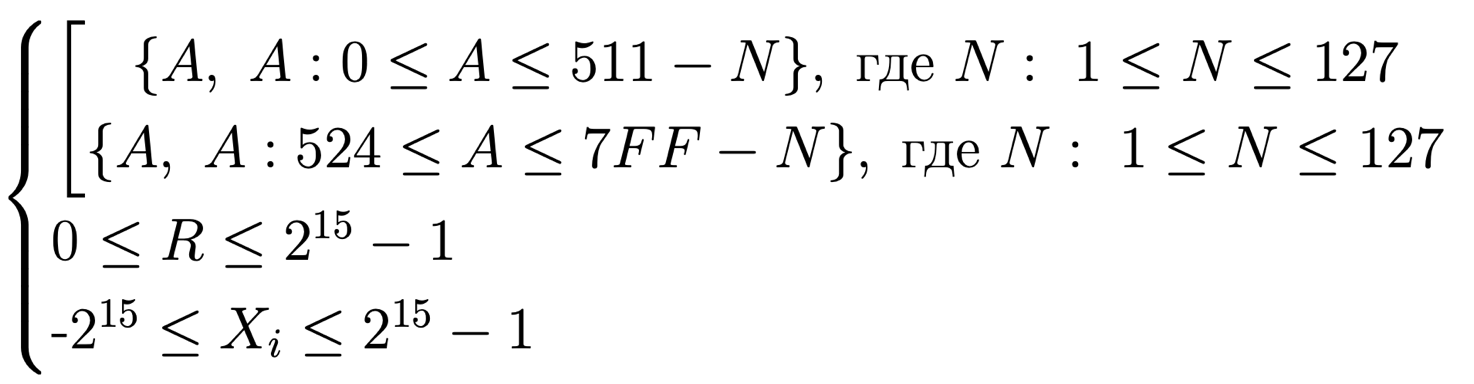 {A, A : 0 ≤ A ≤ 511 − N}, где N : 1 ≤ N ≤ 127
{A, A : 524 ≤ A ≤ 7FF − N}, где N : 1 ≤ N ≤ 127
0 ≤ R ≤ 2^15 − 1
-2^15 ≤ X_i ≤ 2^15 − 1